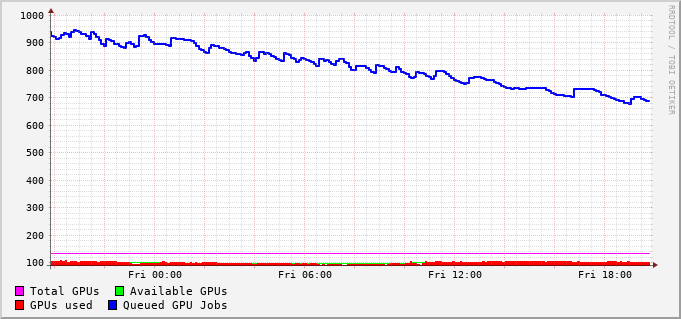 1000
900
800
700
600
500
400
300
200
100
Fri 00:00 Fri 06:00 Fri 12:00 Fri 18:00
Total GPUs Available GPUs
GPUs used Queued GPU Jobs
RRDTOOL / TOBI OETIKER